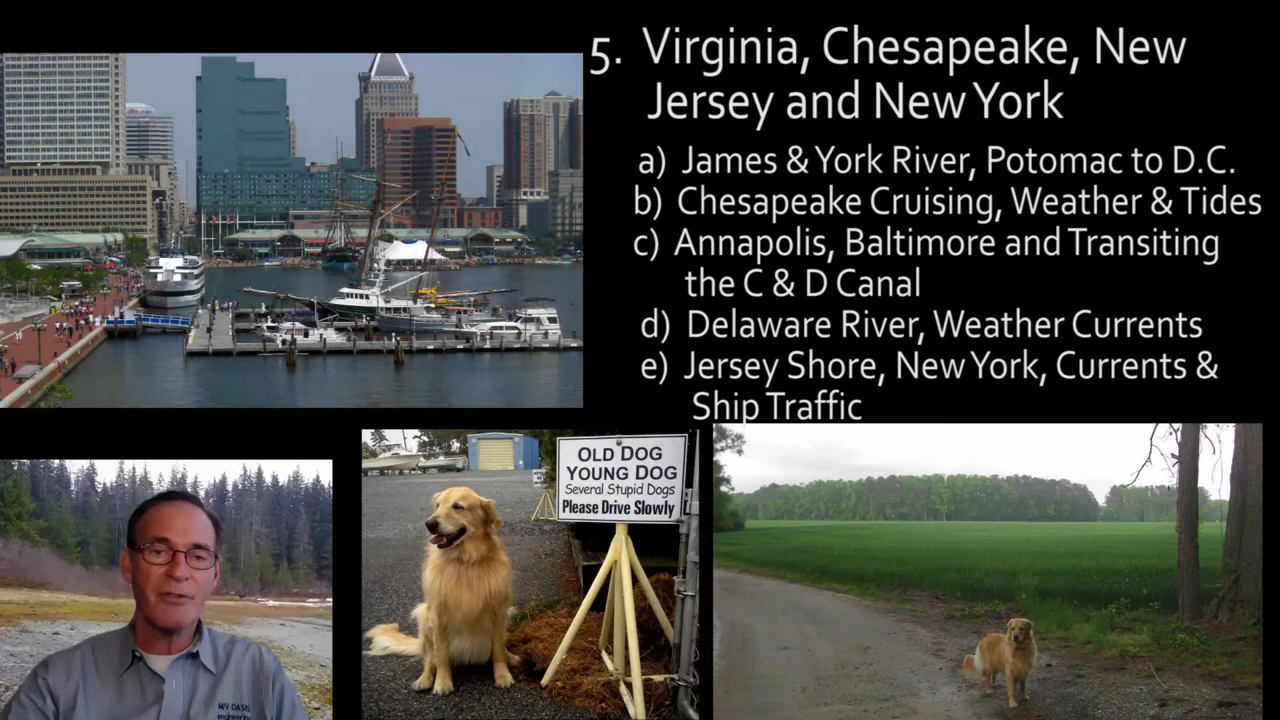 5. Virginia, Chesapeake, New
Jersey and New York
a) James & York River, Potomac to D.C.
b) Chesapeake Cruising, Weather & Tides
c) Annapolis, Baltimore and Transiting
the C & D Canal
d) Delaware River, Weather Currents
e) Jersey Shore, New York, Currents &
Ship Traffic
OLD DOG
YOUNG DOG
Several Stupid Dogs
Please Drive Slowly
M/V OASIS
engineering